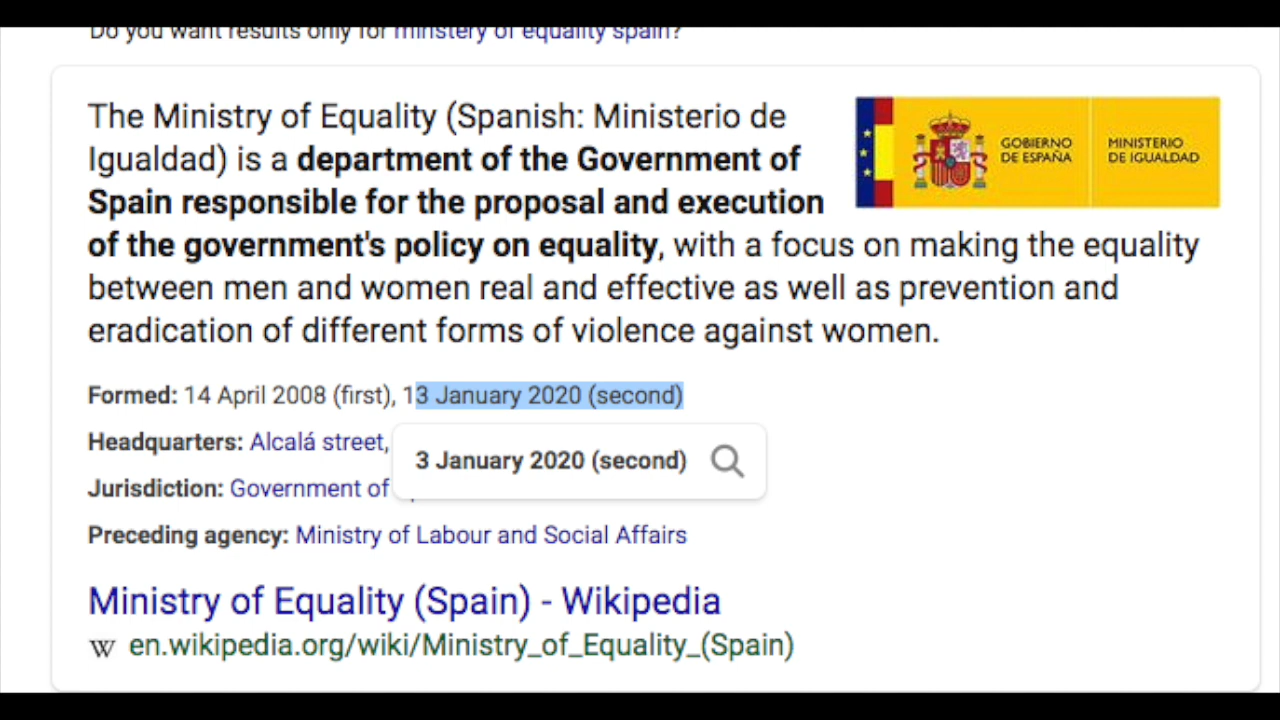 Do you want results only for minstery of equality spain?
The Ministry of Equality (Spanish: Ministerio de
Igualdad) is a department of the Government of
Spain responsible for the proposal and execution
of the government's policy on equality, with a focus on making the equality
between men and women real and effective as well as prevention and
eradication of different forms of violence against women.
GOBIERNO
DE ESPAÑA
MINISTERIO
DE IGUALDAD
Formed: 14 April 2008 (first), 13 January 2020 (second)
Headquarters: Alcalá street,
3 January 2020 (second)
Jurisdiction: Government of
Preceding agency: Ministry of Labour and Social Affairs
Ministry of Equality (Spain) - Wikipedia
W en.wikipedia.org/wiki/Ministry_of_Equality_(Spain)